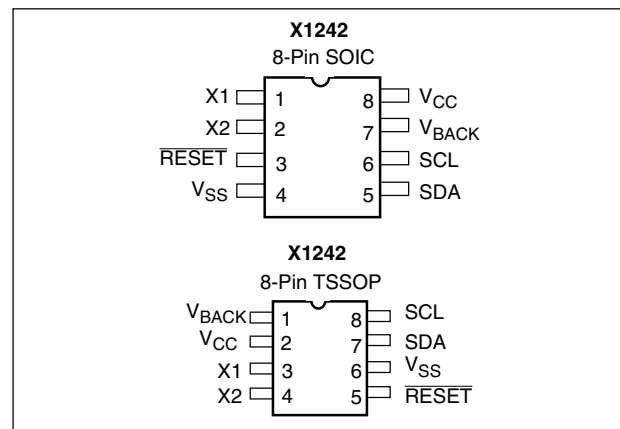 X1242
8-Pin SOIC
X1 1 8 VCC
X2 2 7 VBACK
RESET 3 6 SCL
VSS 4 5 SDA
X1242
8-Pin TSSOP
VBACK 1 8 SCL
VCC 2 7 SDA
X1 3 6 VSS
X2 4 5 RESET